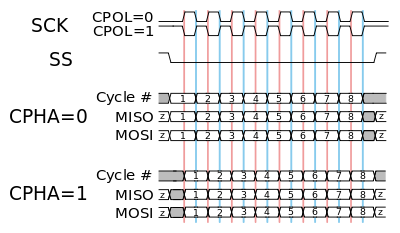 SCK CPOL=0
CPOL=1
SS
Cycle # 1 2 3 4 5 6 7 8
CPHA=0 MISO z 1 2 3 4 5 6 7 8 z
MOSI z 1 2 3 4 5 6 7 8 z
Cycle # 1 2 3 4 5 6 7 8
CPHA=1 MISO z 1 2 3 4 5 6 7 8 z
MOSI z 1 2 3 4 5 6 7 8 z